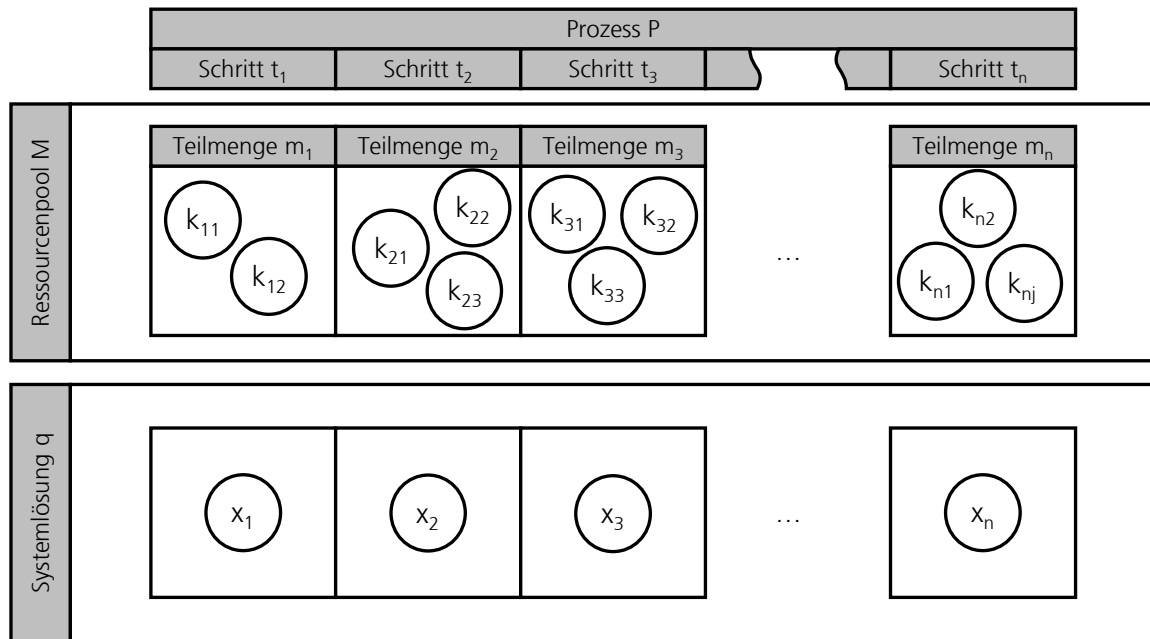 Prozess P
Schritt t₁ Schritt t₂ Schritt t₃ Schritt tₙ
Ressourcenpool M
Teilmenge m₁ Teilmenge m₂ Teilmenge m₃ Teilmenge mₙ
k₁₁ k₁₂
k₂₁ k₂₂ k₂₃
k₃₁ k₃₂ k₃₃
...
kₙ₂ kₙ₁ kₙⱼ
Systemlösung q
x₁ x₂ x₃ ... xₙ